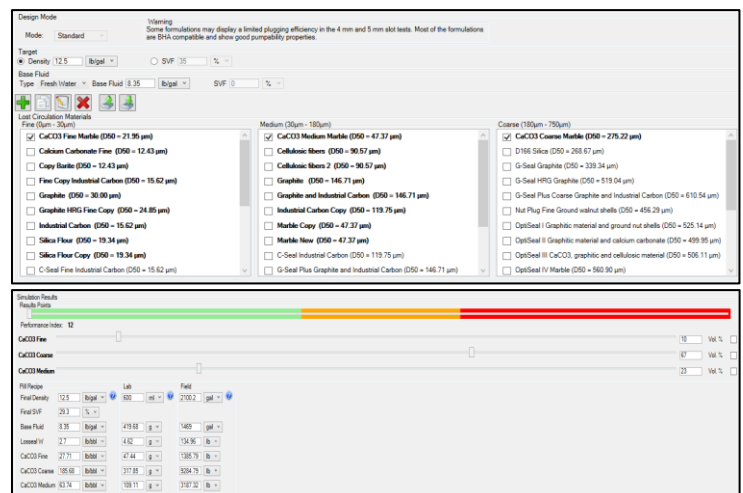 Design Mode
Warning
Mode: Standard
Some formulations may display a limited plugging efficiency in the 4 mm and 5 mm slot tests. Most of the formulations
are BHA compatible and show good pumpability properties.
Target
Density 12.5 lb/gal SVF 35 %
Base Fluid
Type Fresh Water Base Fluid 8.35 lb/gal SVF 0 %
Lost Circulation Materials
Fine (0µm - 30µm)
CaCO3 Fine Marble (D50 = 21.95 µm)
Calcium Carbonate Fine (D50 = 12.43 µm)
Copy Barite (D50 = 12.43 µm)
Fine Copy Industrial Carbon (D50 = 15.62 µm)
Graphite (D50 = 30.00 µm)
Graphite HRG Fine Copy (D50 = 24.85 µm)
Industrial Carbon (D50 = 15.62 µm)
Silica Flour (D50 = 19.34 µm)
Silica Flour Copy (D50 = 19.34 µm)
C-Seal Fine Industrial Carbon (D50 = 15.62 µm)
Medium (30µm - 180µm)
CaCO3 Medium Marble (D50 = 47.37 µm)
Cellulosic fibers (D50 = 90.57 µm)
Cellulosic fibers 2 (D50 = 90.57 µm)
Graphite (D50 = 146.71 µm)
Graphite and Industrial Carbon (D50 = 146.71 µm)
Industrial Carbon Copy (D50 = 119.75 µm)
Marble Copy (D50 = 47.37 µm)
Marble New (D50 = 47.37 µm)
C-Seal Industrial Carbon (D50 = 119.75 µm)
G-Seal Plus Graphite and Industrial Carbon (D50 = 146.71 µm)
Coarse (180µm - 750µm)
CaCO3 Coarse Marble (D50 = 275.22 µm)
D166 Silica (D50 = 268.67 µm)
G-Seal Graphite (D50 = 339.34 µm)
G-Seal HRG Graphite (D50 = 519.04 µm)
G-Seal Plus Coarse Graphite and Industrial Carbon (D50 = 610.54 µm)
Nut Plug Fine Ground walnut shells (D50 = 456.29 µm)
OptiSeal I Graphitic material and ground nut shells (D50 = 525.14 µm)
OptiSeal II Graphitic material and calcium carbonate (D50 = 499.95 µm)
OptiSeal III CaCO3, graphitic and cellulosic material (D50 = 506.11 µm)
OptiSeal IV Marble (D50 = 560.90 µm)
Simulation Results
Results Points
Performance Index: 12
CaCO3 Fine 10 Vol. %
CaCO3 Coarse 67 Vol. %
CaCO3 Medium 23 Vol. %
Pill Recipe Lab Field
Final Density 12.5 lb/gal 600 ml 2100.2 gal
Final SVF 29.3 %
Base Fluid 8.35 lb/gal 419.68 g 1469 gal
Losseal W 2.7 lb/bbl 4.62 g 134.96 lb
CaCO3 Fine 27.71 lb/bbl 47.44 g 1385.79 lb
CaCO3 Coarse 185.68 lb/bbl 317.85 g 9284.79 lb
CaCO3 Medium 63.74 lb/bbl 109.11 g 3187.32 lb